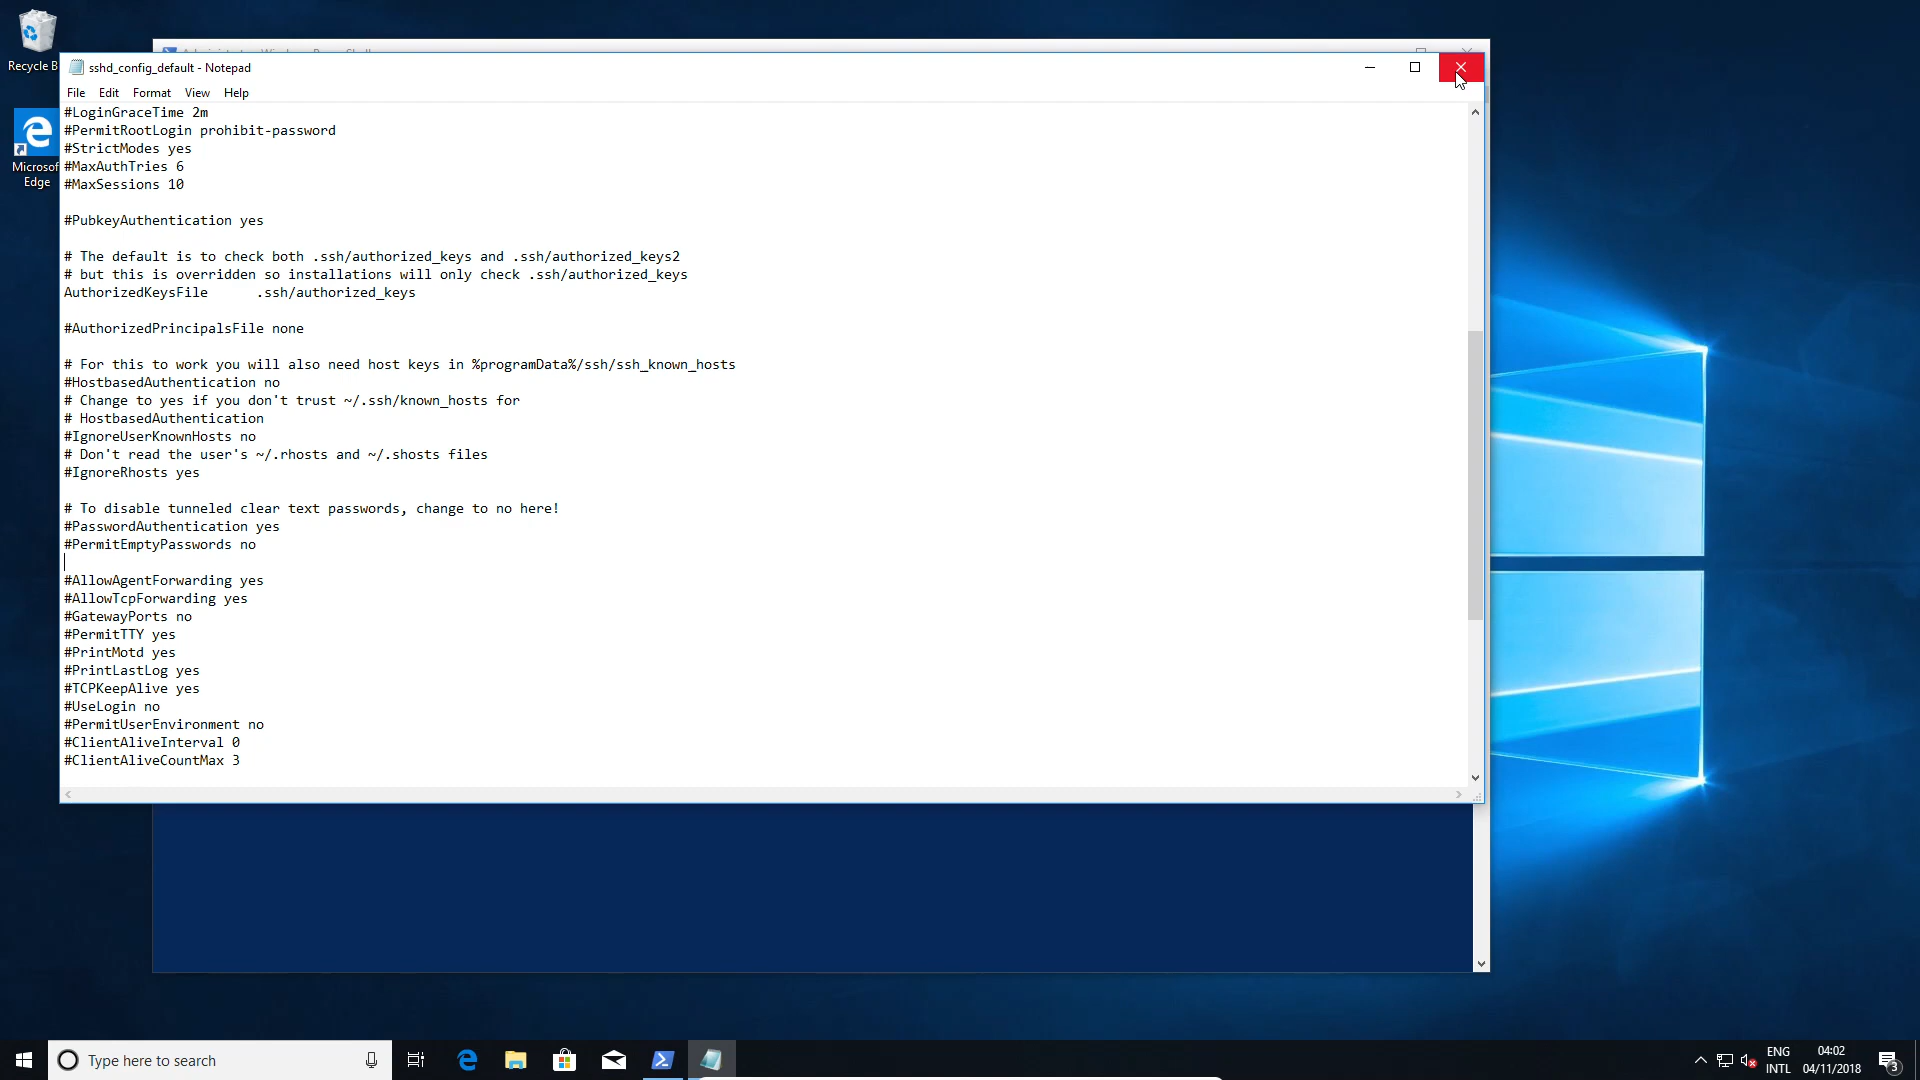 Recycle B
Microsof
Edge
sshd_config_default - Notepad
File Edit Format View Help
#LoginGraceTime 2m
#PermitRootLogin prohibit-password
#StrictModes yes
#MaxAuthTries 6
#MaxSessions 10
#PubkeyAuthentication yes
# The default is to check both .ssh/authorized_keys and .ssh/authorized_keys2
# but this is overridden so installations will only check .ssh/authorized_keys
AuthorizedKeysFile .ssh/authorized_keys
#AuthorizedPrincipalsFile none
# For this to work you will also need host keys in %programData%/ssh/ssh_known_hosts
#HostbasedAuthentication no
# Change to yes if you don't trust ~/.ssh/known_hosts for
# HostbasedAuthentication
#IgnoreUserKnownHosts no
# Don't read the user's ~/.rhosts and ~/.shosts files
#IgnoreRhosts yes
# To disable tunneled clear text passwords, change to no here!
#PasswordAuthentication yes
#PermitEmptyPasswords no
#AllowAgentForwarding yes
#AllowTcpForwarding yes
#GatewayPorts no
#PermitTTY yes
#PrintMotd yes
#PrintLastLog yes
#TCPKeepAlive yes
#UseLogin no
#PermitUserEnvironment no
#ClientAliveInterval 0
#ClientAliveCountMax 3
Type here to search
ENG
INTL
04:02
04/11/2018
3